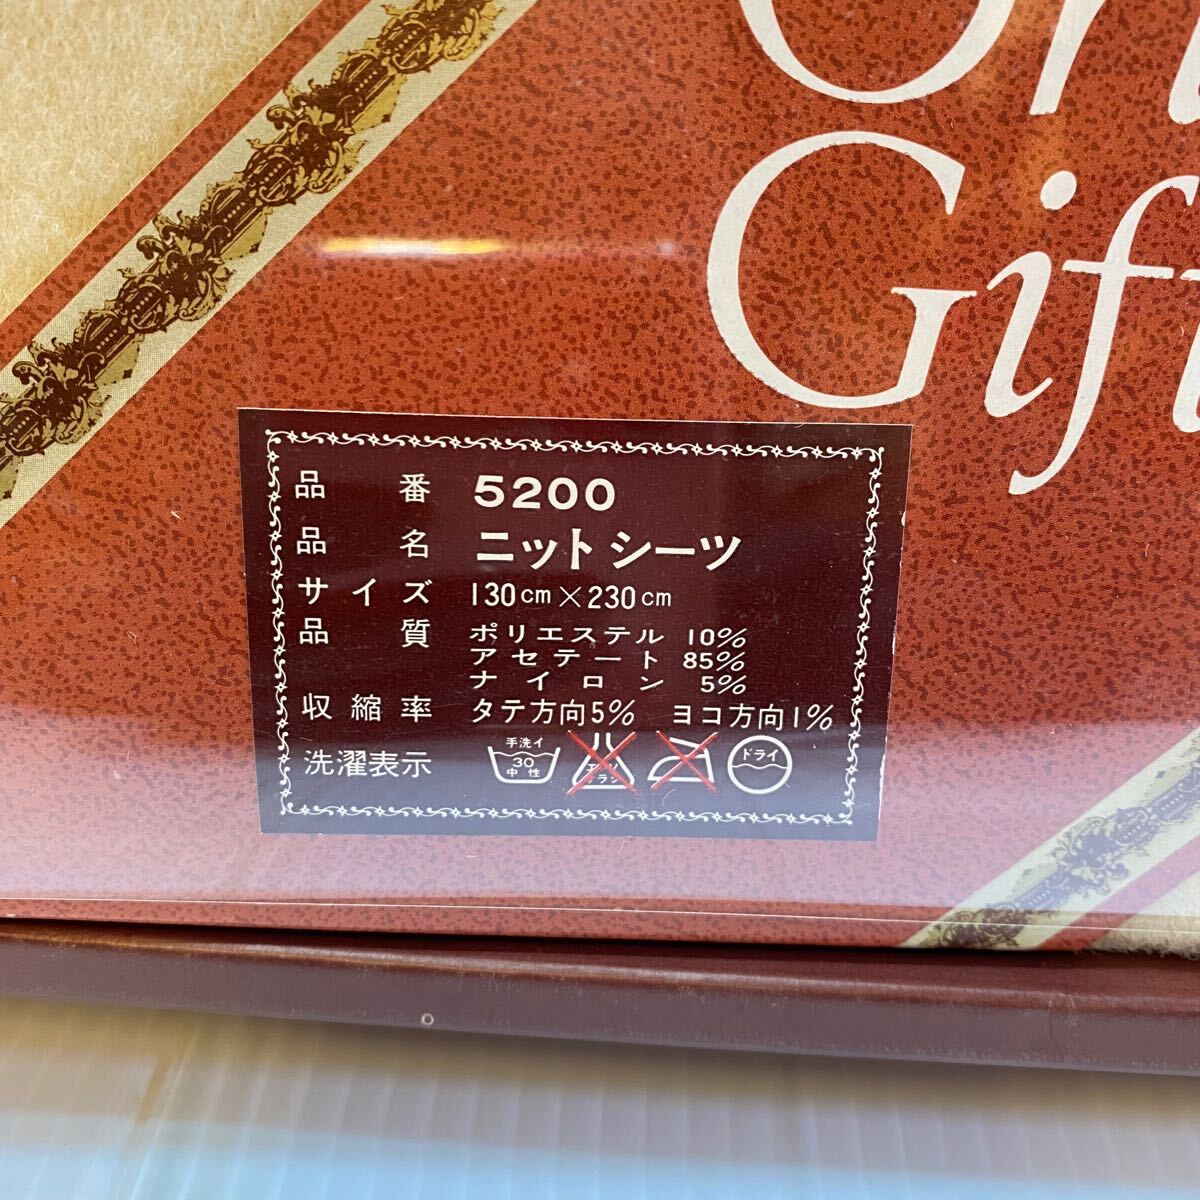 Gift
品番 5200
品名 ニットシーツ
サイズ 130cm×230cm
品質 ポリエステル 10%
アセテート 85%
ナイロン 5%
収縮率 タテ方向5% ヨコ方向1%
洗濯表示 手洗イ 30 中性 ドライ